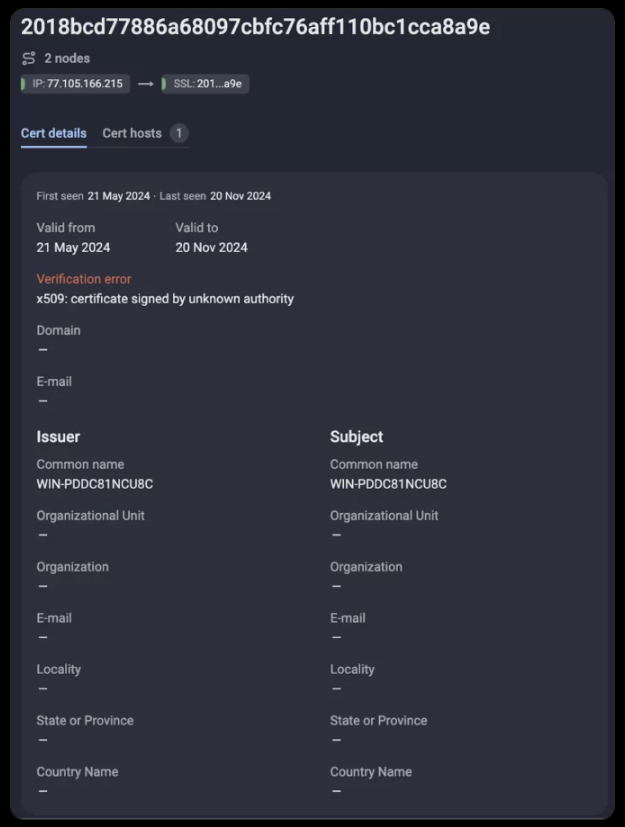 2018bcd77886a68097cbfc76aff110bc1cca8a9e
2 nodes
IP: 77.105.166.215 → SSL: 201...a9e
Cert details Cert hosts 1
First seen 21 May 2024 · Last seen 20 Nov 2024
Valid from Valid to
21 May 2024 20 Nov 2024
Verification error
x509: certificate signed by unknown authority
Domain
—
E-mail
—
Issuer Subject
Common name Common name
WIN-PDDC81NCU8C WIN-PDDC81NCU8C
Organizational Unit Organizational Unit
— —
Organization Organization
— —
E-mail E-mail
— —
Locality Locality
— —
State or Province State or Province
— —
Country Name Country Name
— —